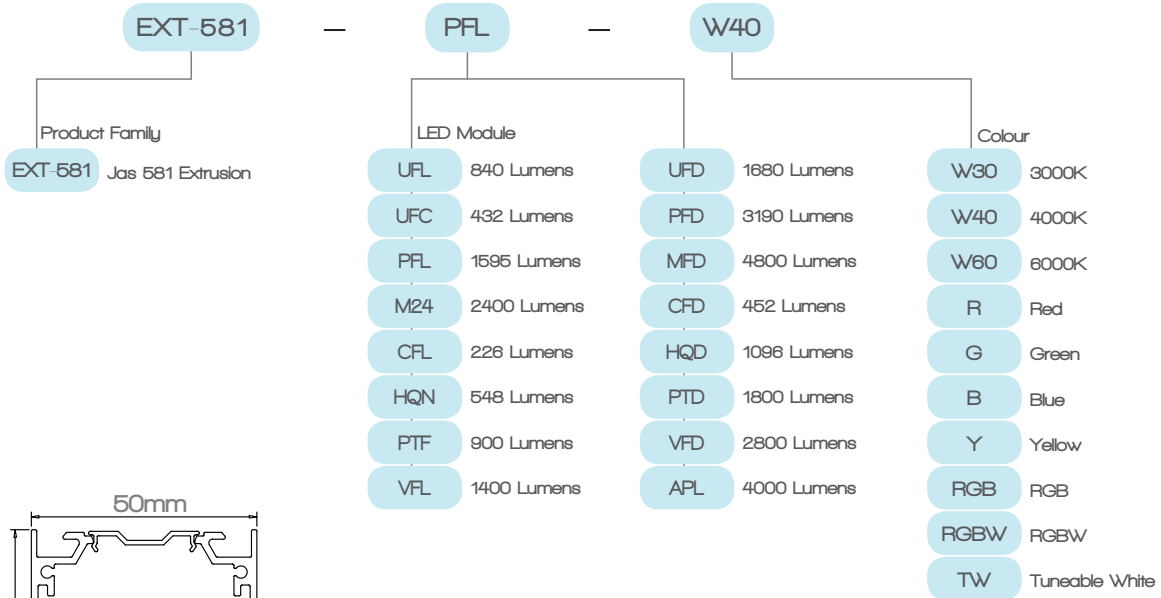 EXT-581 — PFL — W40
Product Family
EXT-581 Jas 581 Extrusion
LED Module
UFL 840 Lumens
UFC 432 Lumens
PFL 1595 Lumens
M24 2400 Lumens
CFL 226 Lumens
HQN 548 Lumens
PTF 900 Lumens
VFL 1400 Lumens
UFD 1680 Lumens
PFD 3190 Lumens
MFD 4800 Lumens
CFD 452 Lumens
HQD 1096 Lumens
PTD 1800 Lumens
VFD 2800 Lumens
APL 4000 Lumens
Colour
W30 3000K
W40 4000K
W60 6000K
R Red
G Green
B Blue
Y Yellow
RGB RGB
RGBW RGBW
TW Tuneable White
50mm